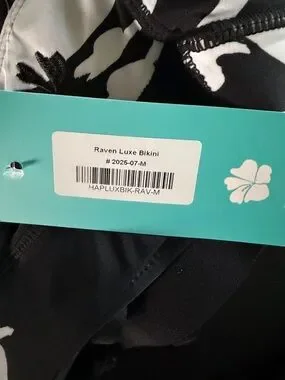 Raven Luxe Bikini
# 2025-07-M
HAPLUXBIK-RAV-M